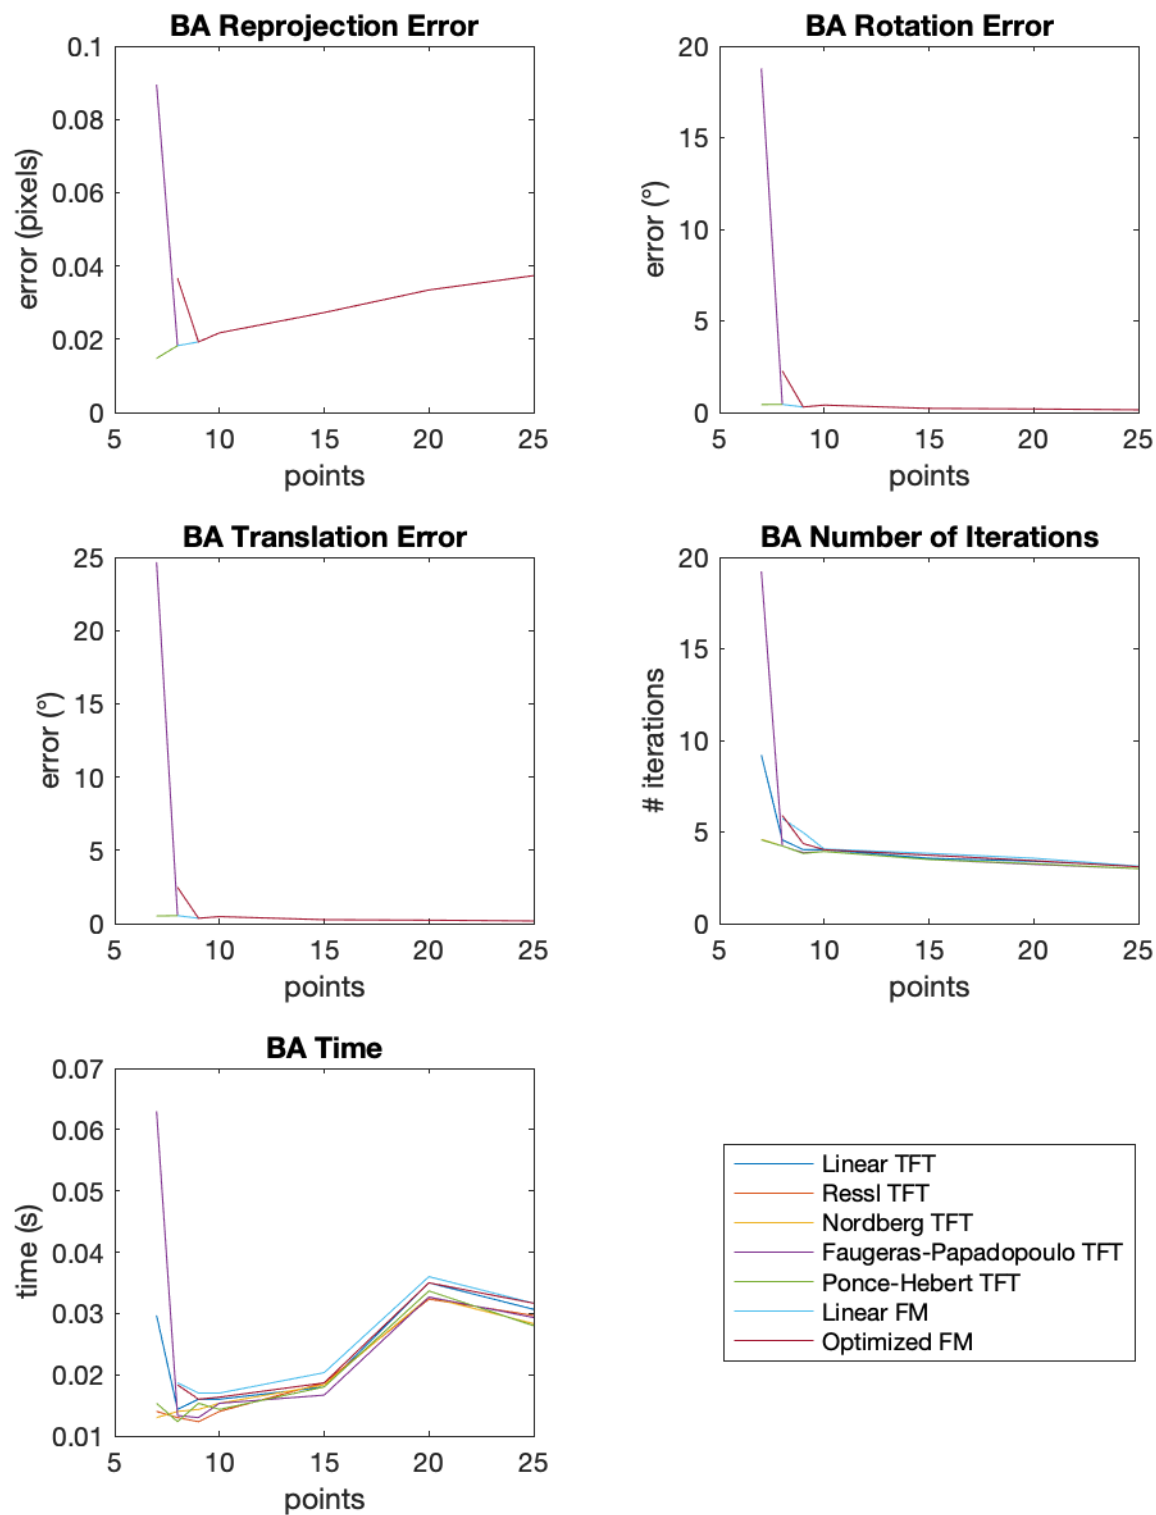 BA Reprojection Error
0.1
0.08
0.06
0.04
0.02
0
error (pixels)
5 10 15 20 25
points
BA Rotation Error
20
15
10
5
0
error (°)
5 10 15 20 25
points
BA Translation Error
25
20
15
10
5
0
error (°)
5 10 15 20 25
points
BA Number of Iterations
20
15
10
5
0
# iterations
5 10 15 20 25
points
BA Time
0.07
0.06
0.05
0.04
0.03
0.02
0.01
time (s)
5 10 15 20 25
points
Linear TFT
Ressl TFT
Nordberg TFT
Faugeras-Papadopoulo TFT
Ponce-Hebert TFT
Linear FM
Optimized FM